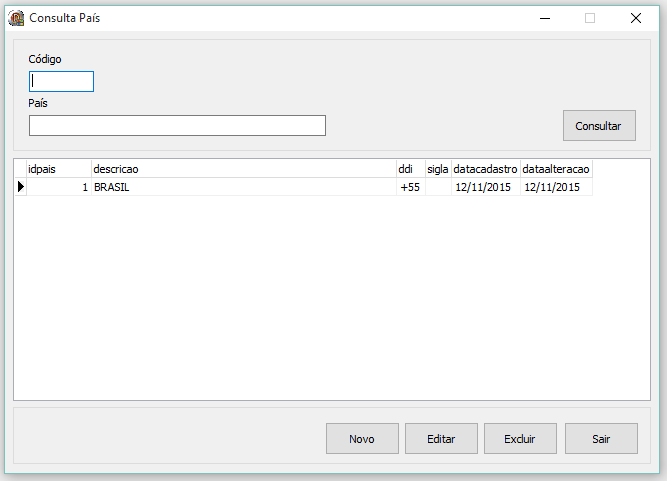 Consulta País
Código
País
Consultar
idpais descricao ddi sigla datacadastro dataalteracao
1 BRASIL +55 12/11/2015 12/11/2015
Novo Editar Excluir Sair